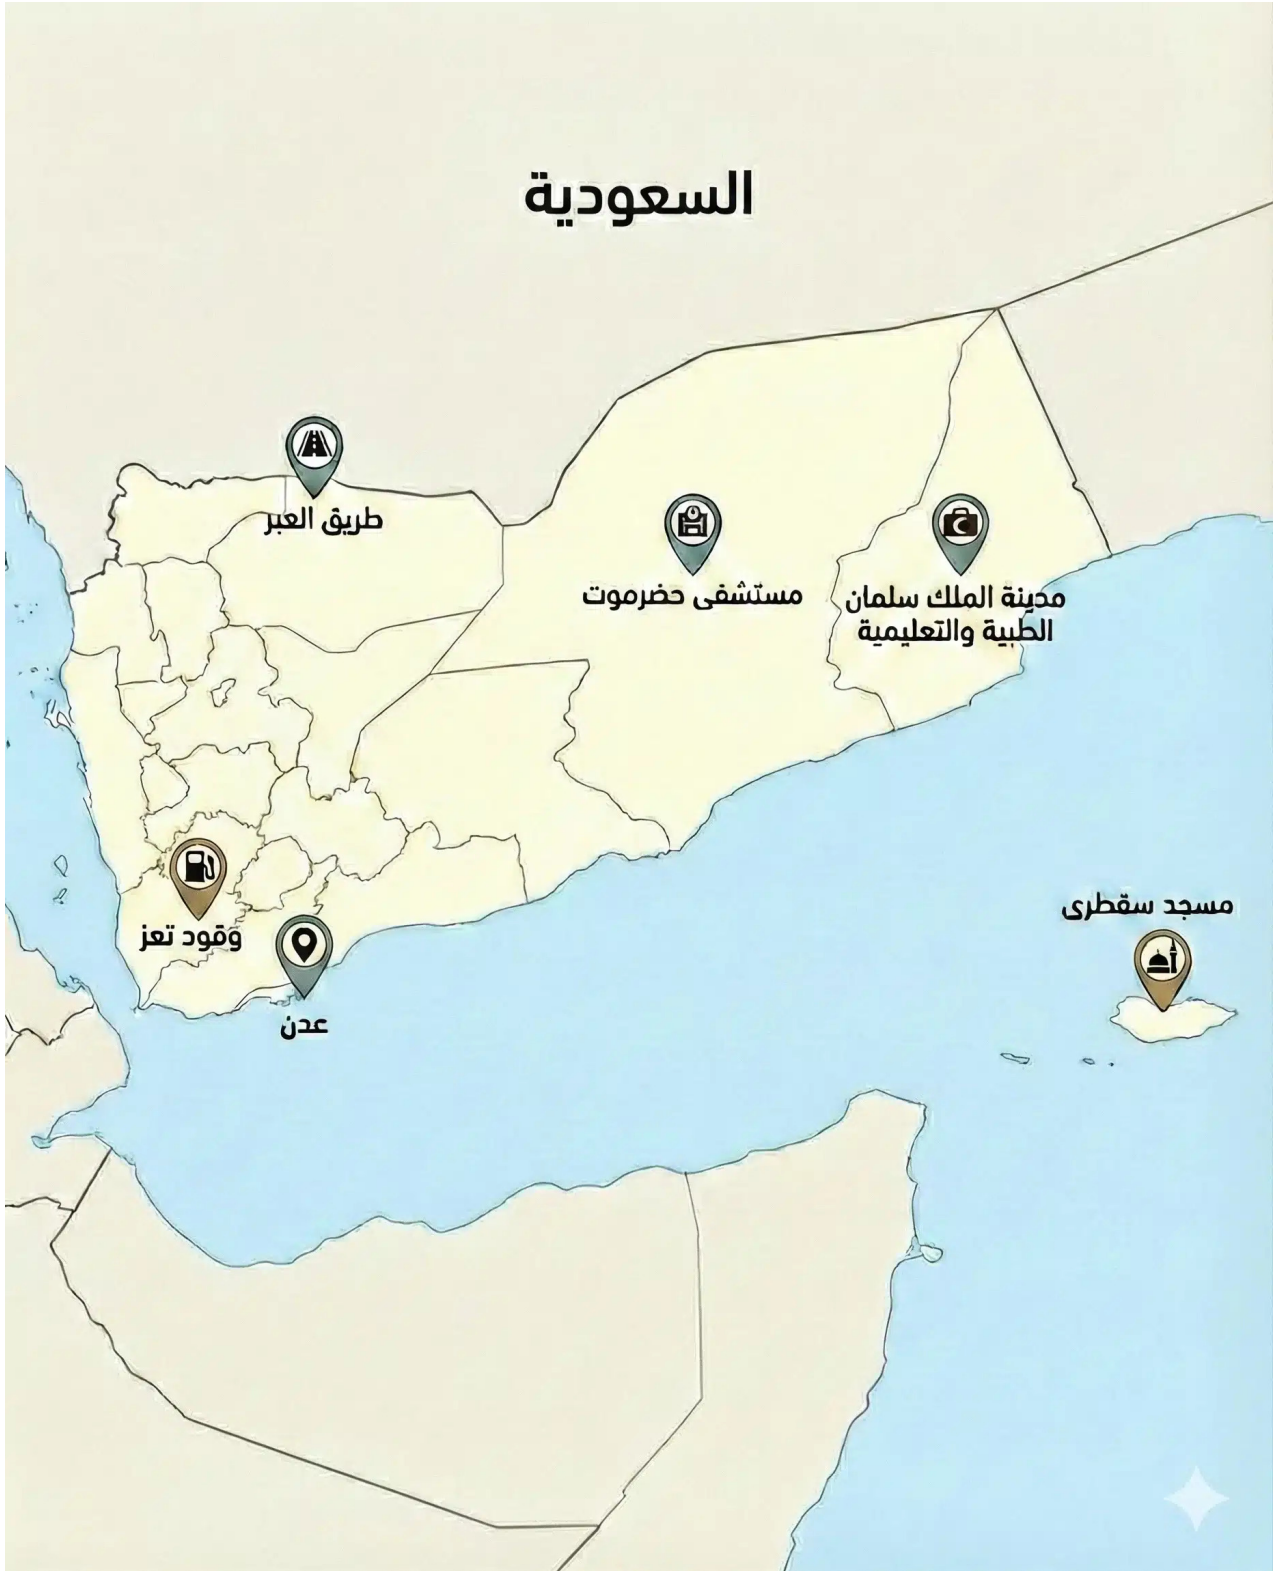 السعودية
طريق العبر
مستشفى حضرموت
مدينة الملك سلمان
الطبية والتعليمية
وقود تعز
عدن
مسجد سقطرى